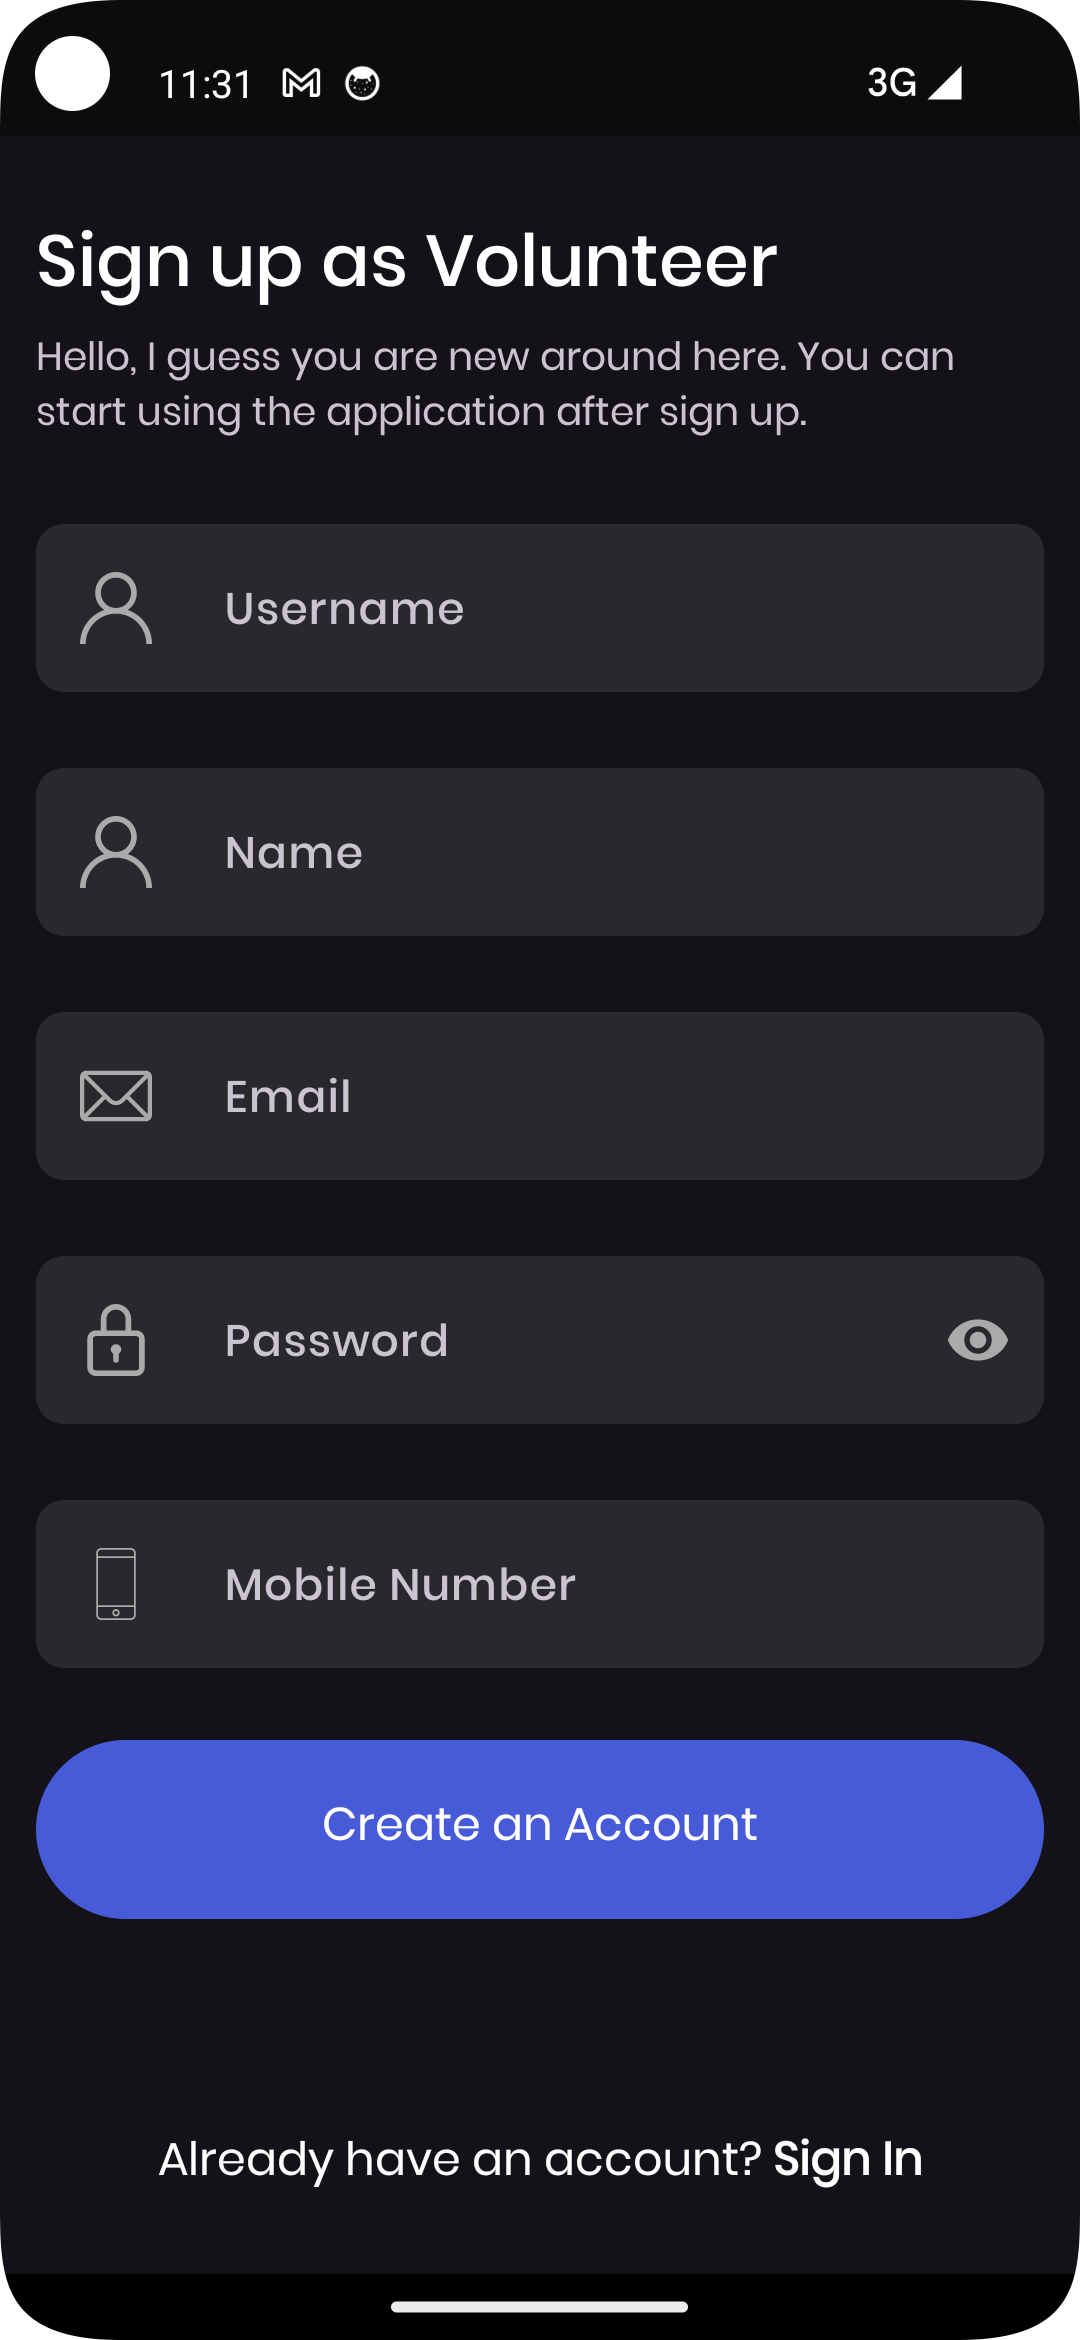 11:31
3G
Sign up as Volunteer
Hello, I guess you are new around here. You can
start using the application after sign up.
Username
Name
Email
Password
Mobile Number
Create an Account
Already have an account? Sign In